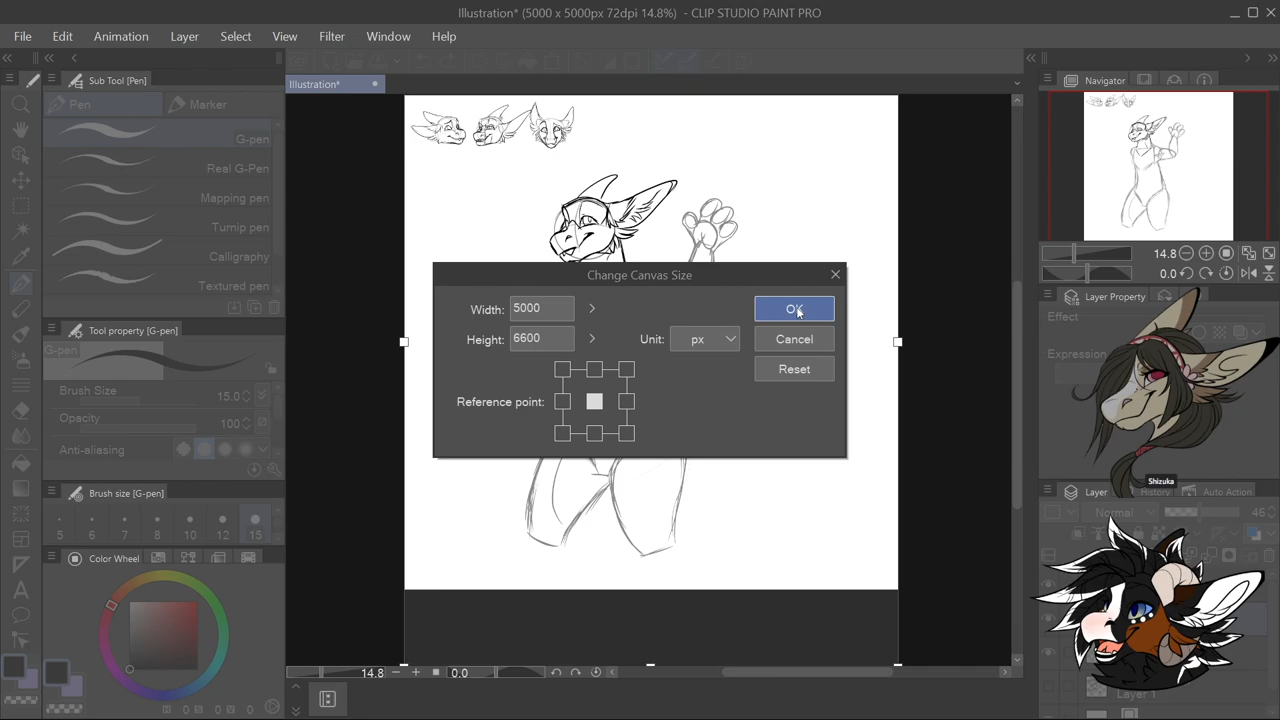 Illustration* (5000 x 5000px 72dpi 14.8%) - CLIP STUDIO PAINT PRO
File Edit Animation Layer Select View Filter Window Help
Sub Tool [Pen]
Illustration*
Navigator
Pen Marker
G-pen
Real G-Pen
Mapping pen
Turnip pen
Calligraphy
Textured pen
14.8
0.0
Change Canvas Size
Width: 5000
OK
Height: 6600
Unit: px
Cancel
Reset
Reference point:
Layer Property
Effect
Expression
Tool property [G-pen]
G-pen
Brush Size 15.0
Opacity 100
Anti-aliasing
Shizuka
Brush size [G-pen]
5 6 7 8 10 12 15
Layer History Auto Action
Normal 46
Color Wheel
Layer 1
14.8 0.0
H 0 S 0 V 0